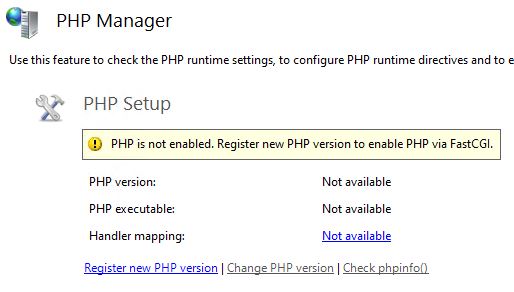 PHP Manager
Use this feature to check the PHP runtime settings, to configure PHP runtime directives and to e
PHP Setup
PHP is not enabled. Register new PHP version to enable PHP via FastCGI.
PHP version: Not available
PHP executable: Not available
Handler mapping: Not available
Register new PHP version | Change PHP version | Check phpinfo()